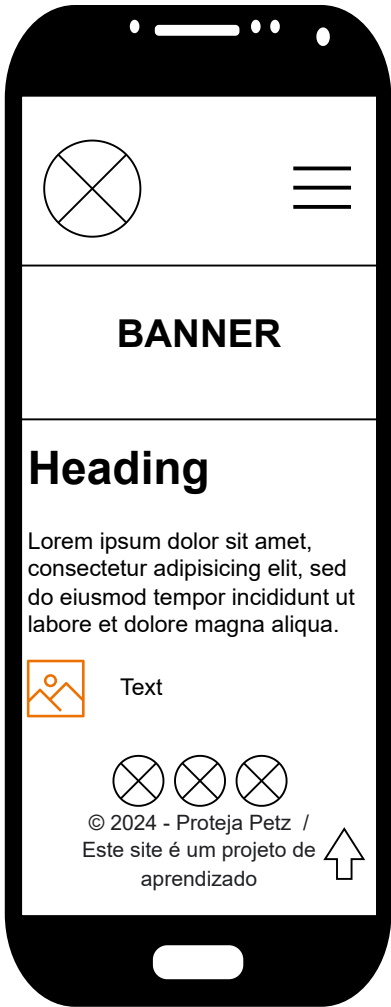 BANNER
Heading
Lorem ipsum dolor sit amet,
consectetur adipisicing elit, sed
do eiusmod tempor incididunt ut
labore et dolore magna aliqua.
Text
© 2024 - Proteja Petz /
Este site é um projeto de
aprendizado